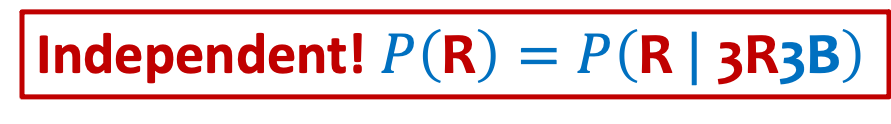 Independent! P(R) = P(R | 3R3B)